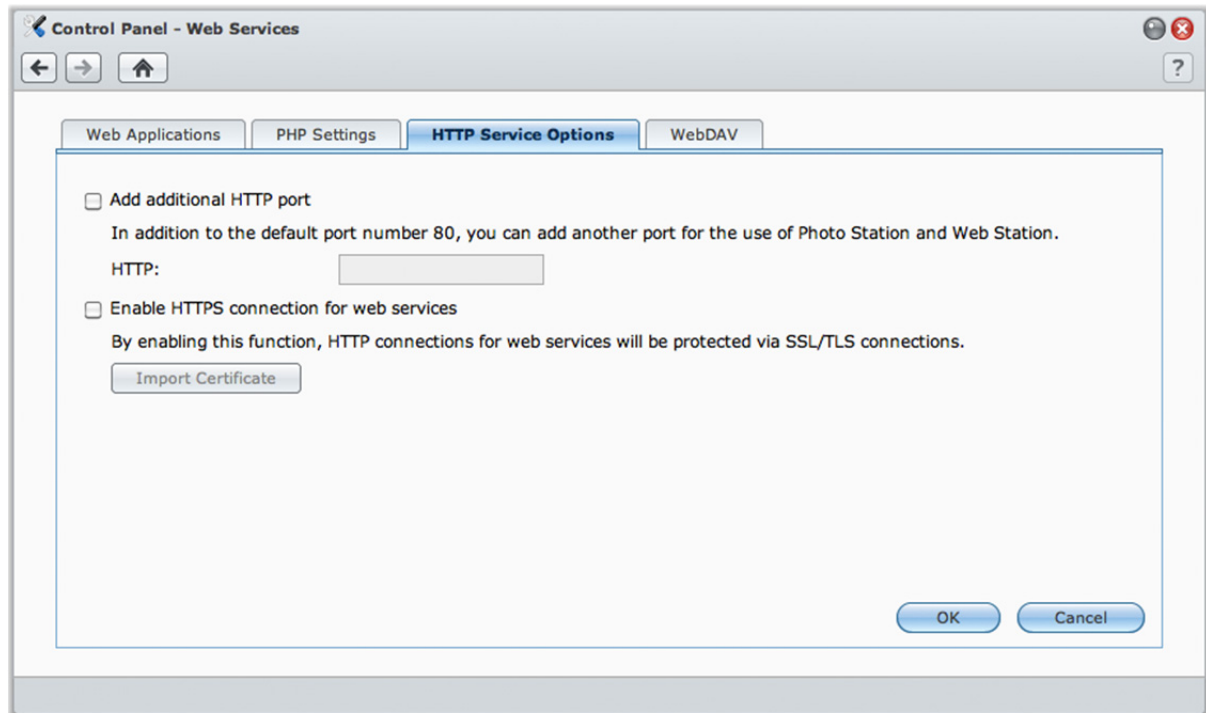 Control Panel - Web Services
?
Web Applications PHP Settings HTTP Service Options WebDAV
Add additional HTTP port
In addition to the default port number 80, you can add another port for the use of Photo Station and Web Station.
HTTP:
Enable HTTPS connection for web services
By enabling this function, HTTP connections for web services will be protected via SSL/TLS connections.
Import Certificate
OK Cancel